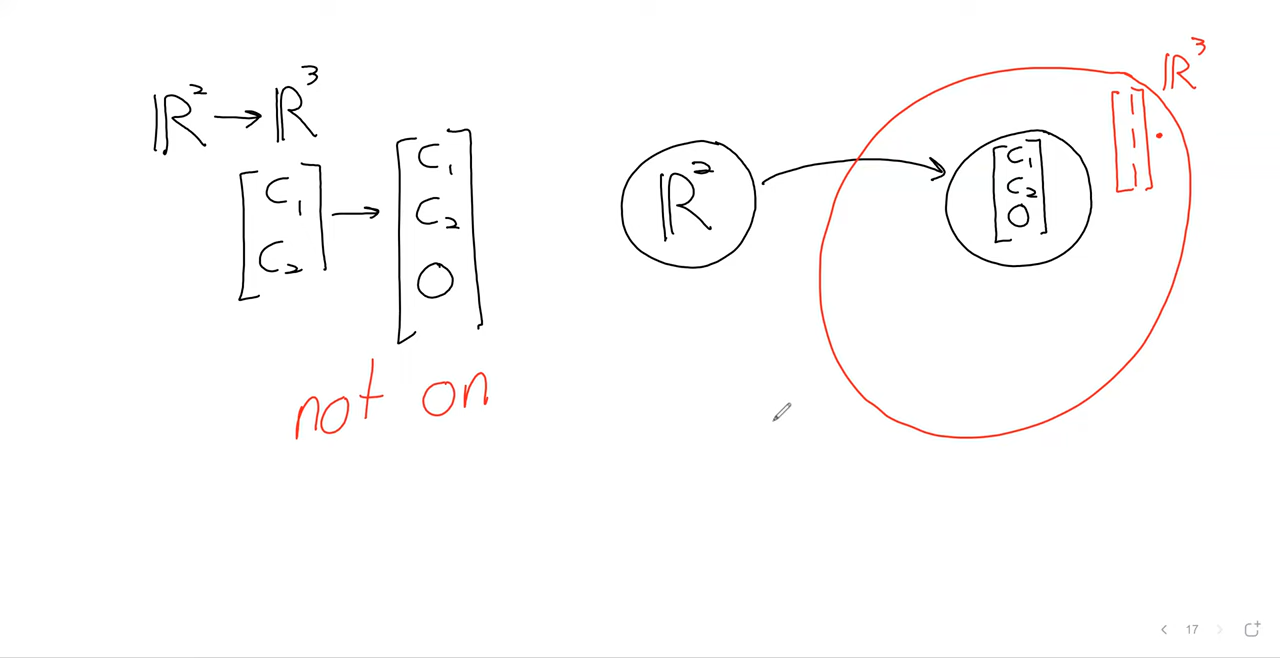 ℝ² → ℝ³
[C₁ C₂] → [C₁ C₂ 0]
not on
ℝ²
[C₁ C₂ 0]
[1 1 1]
ℝ³
17